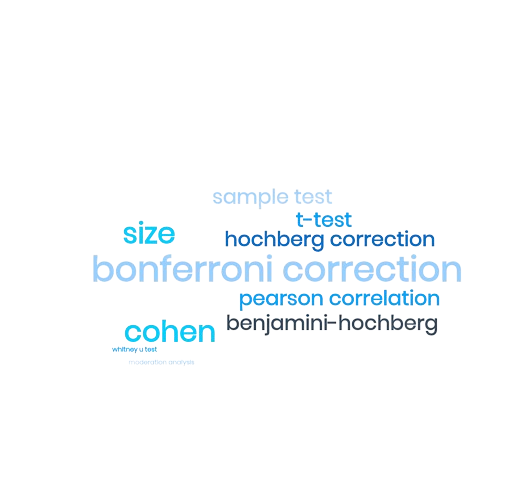 sample test
t-test
size
hochberg correction
bonferroni correction
pearson correlation
benjamini-hochberg
cohen
whitney u test
moderation analysis